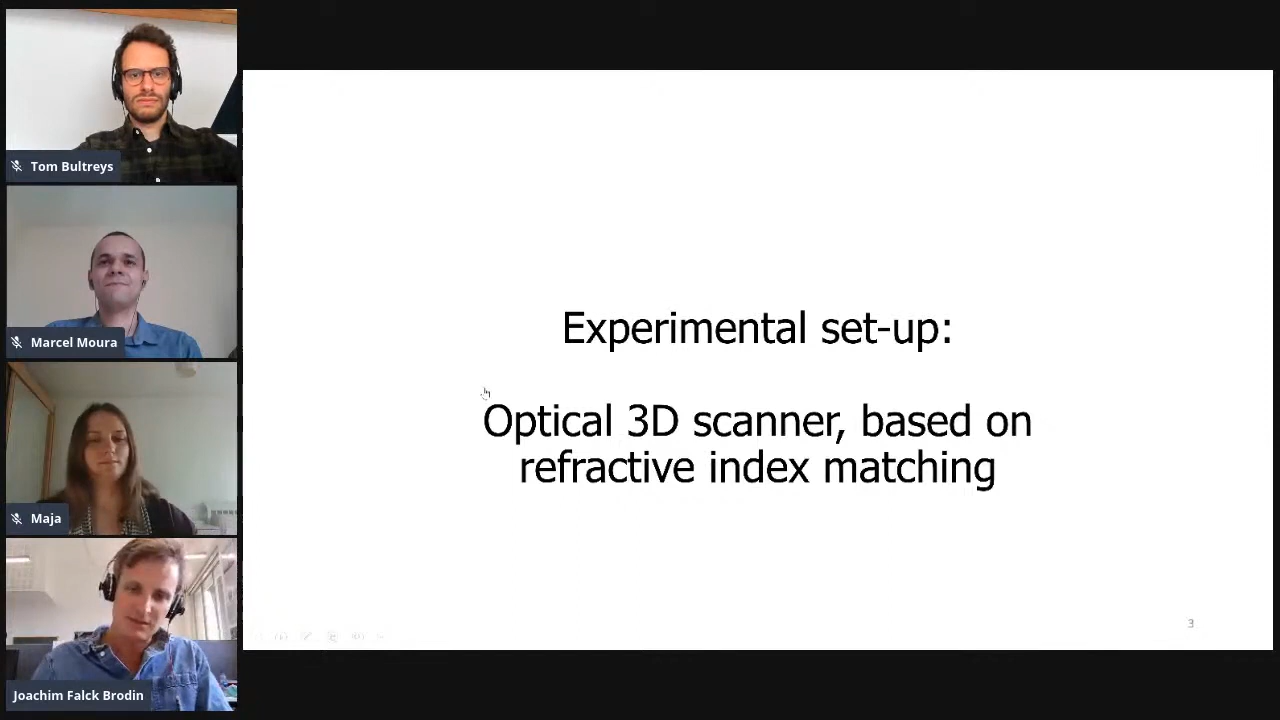 Tom Bultreys
Marcel Moura
Maja
Joachim Falck Brodin
Experimental set-up:
Optical 3D scanner, based on
refractive index matching
3